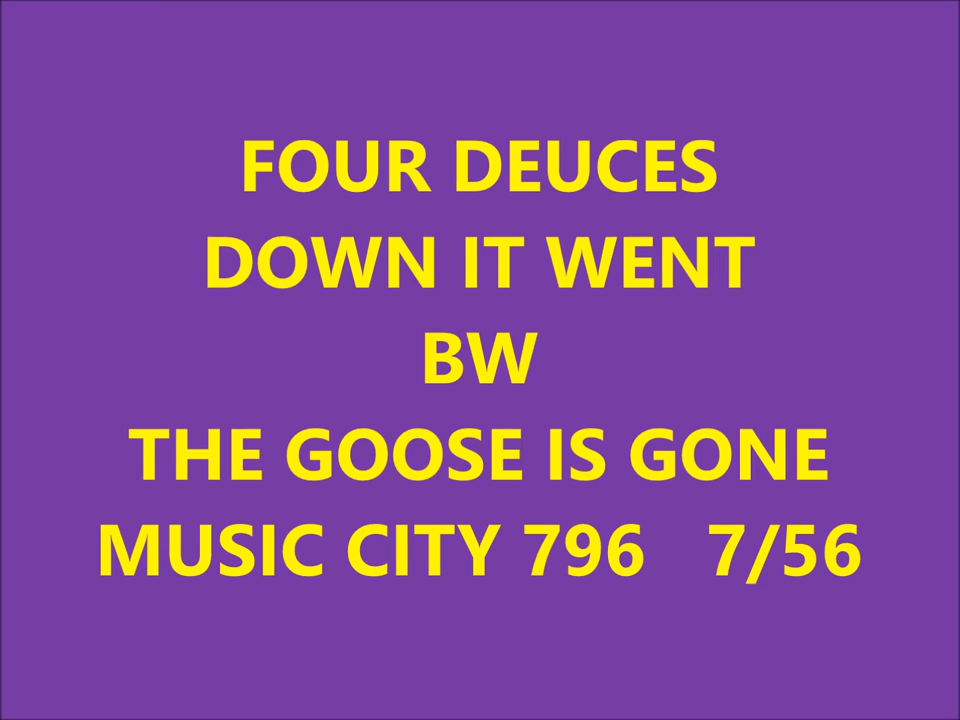 FOUR DEUCES
DOWN IT WENT
BW
THE GOOSE IS GONE
MUSIC CITY 796   7/56